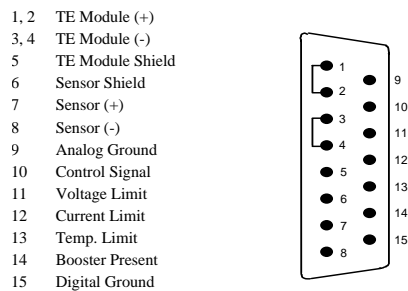 1, 2 TE Module (+)
3, 4 TE Module (-)
5 TE Module Shield
6 Sensor Shield
7 Sensor (+)
8 Sensor (-)
9 Analog Ground
10 Control Signal
11 Voltage Limit
12 Current Limit
13 Temp. Limit
14 Booster Present
15 Digital Ground
1
2
3
4
5
6
7
8
9
10
11
12
13
14
15